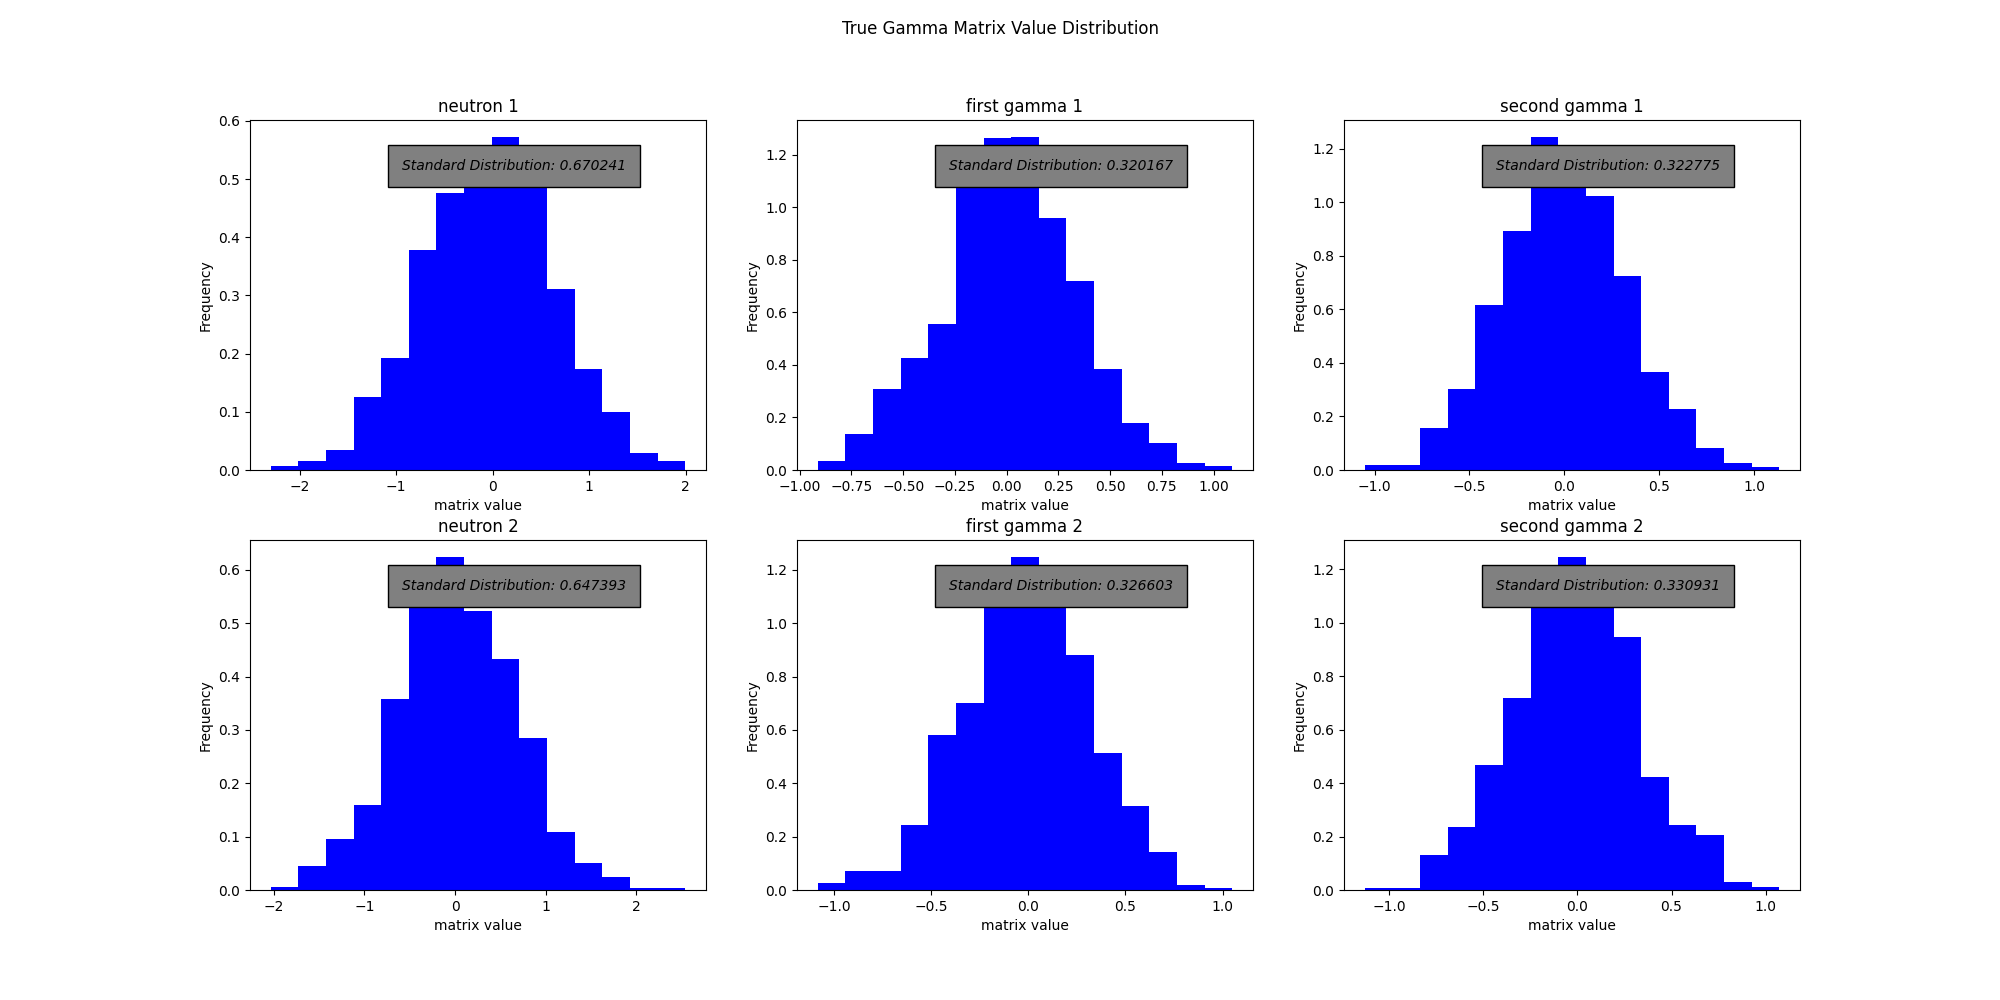 True Gamma Matrix Value Distribution
neutron 1
Standard Distribution: 0.670241
Frequency
0.6
0.5
0.4
0.3
0.2
0.1
0.0
−2 −1 0 1 2
matrix value
first gamma 1
Standard Distribution: 0.320167
Frequency
1.2
1.0
0.8
0.6
0.4
0.2
0.0
−1.00 −0.75 −0.50 −0.25 0.00 0.25 0.50 0.75 1.00
matrix value
second gamma 1
Standard Distribution: 0.322775
Frequency
1.2
1.0
0.8
0.6
0.4
0.2
0.0
−1.0 −0.5 0.0 0.5 1.0
matrix value
neutron 2
Standard Distribution: 0.647393
Frequency
0.6
0.5
0.4
0.3
0.2
0.1
0.0
−2 −1 0 1 2
matrix value
first gamma 2
Standard Distribution: 0.326603
Frequency
1.2
1.0
0.8
0.6
0.4
0.2
0.0
−1.0 −0.5 0.0 0.5 1.0
matrix value
second gamma 2
Standard Distribution: 0.330931
Frequency
1.2
1.0
0.8
0.6
0.4
0.2
0.0
−1.0 −0.5 0.0 0.5 1.0
matrix value